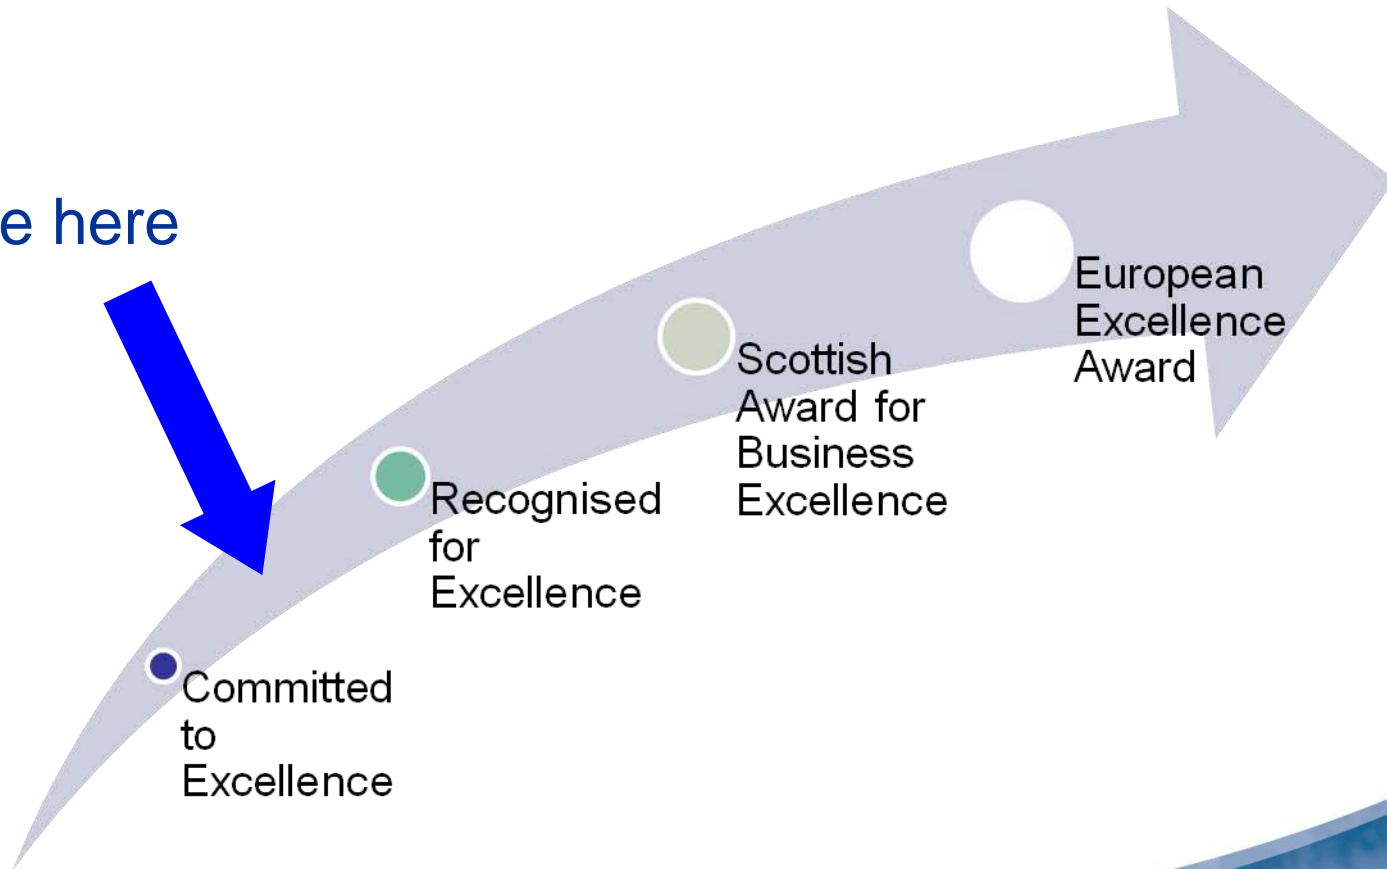 e here
European
Excellence
Award
Scottish
Award for
Business
Excellence
Recognised
for
Excellence
Committed
to
Excellence